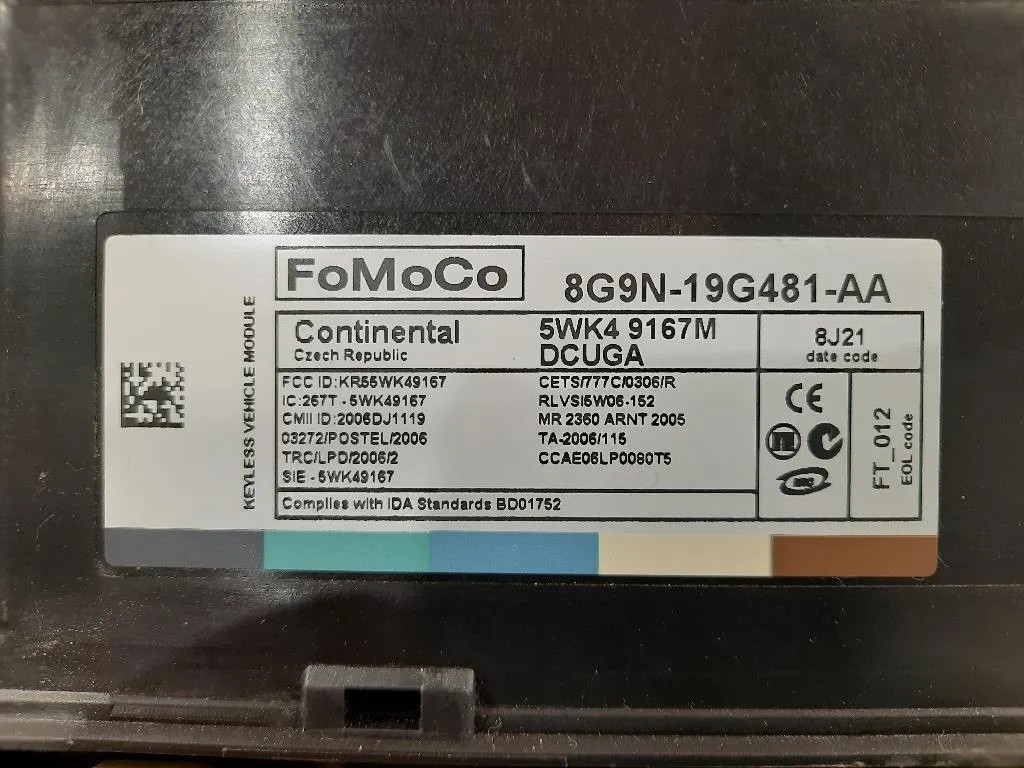 FoMoCo
8G9N-19G481-AA
KEYLESS VEHICLE MODULE
Continental
Czech Republic
5WK4 9167M
DCUGA
8J21
date code
FCC ID:KR55WK49167
IC:267T - 5WK49167
CMII ID:2006DJ1119
03272/POSTEL/2006
TRC/LPD/2006/2
SIE - 5WK49167
CETS/777C/0306/R
RLVSI5W06-152
MR 2360 ARNT 2005
TA-2006/115
CCAE06LP0080T5
CE
FT_012
EOL code
Complies with IDA Standards BD01752